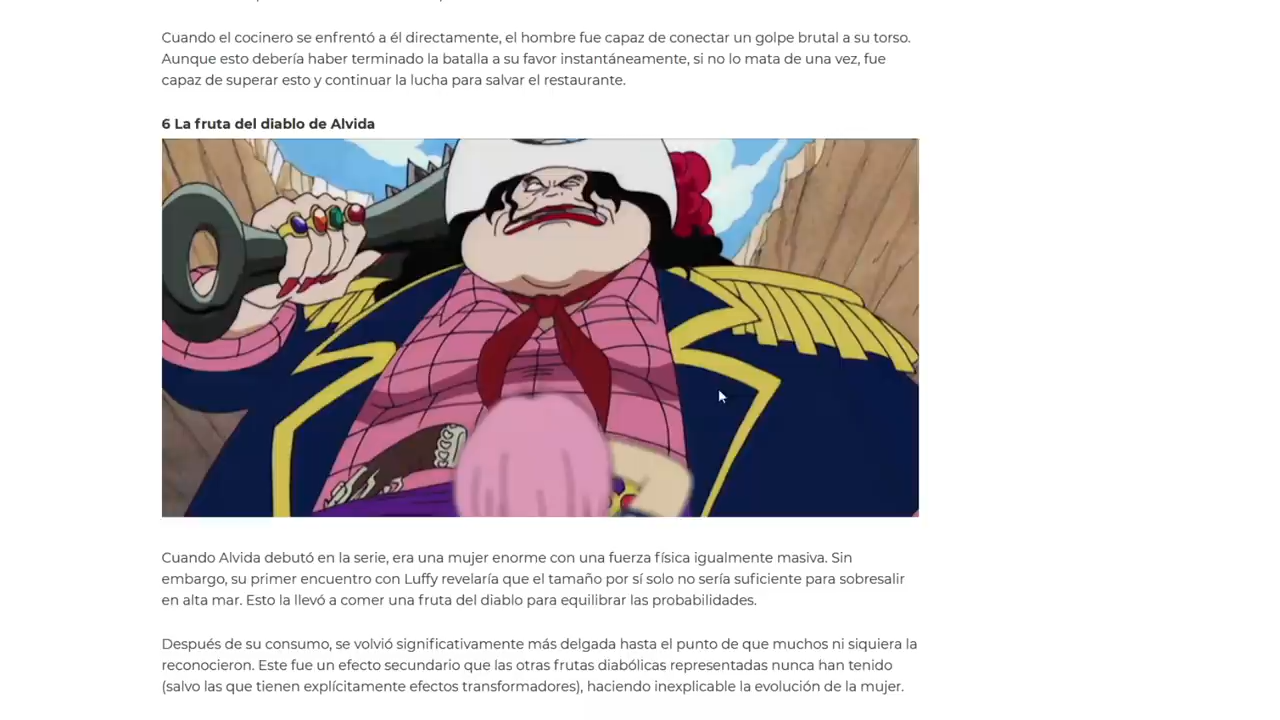 Cuando el cocinero se enfrentó a él directamente, el hombre fue capaz de conectar un golpe brutal a su torso.
Aunque esto debería haber terminado la batalla a su favor instantáneamente, si no lo mata de una vez, fue
capaz de superar esto y continuar la lucha para salvar el restaurante.
6 La fruta del diablo de Alvida
Cuando Alvida debutó en la serie, era una mujer enorme con una fuerza física igualmente masiva. Sin
embargo, su primer encuentro con Luffy revelaría que el tamaño por sí solo no sería suficiente para sobresalir
en alta mar. Esto la llevó a comer una fruta del diablo para equilibrar las probabilidades.
Después de su consumo, se volvió significativamente más delgada hasta el punto de que muchos ni siquiera la
reconocieron. Este fue un efecto secundario que las otras frutas diabólicas representadas nunca han tenido
(salvo las que tienen explícitamente efectos transformadores), haciendo inexplicable la evolución de la mujer.